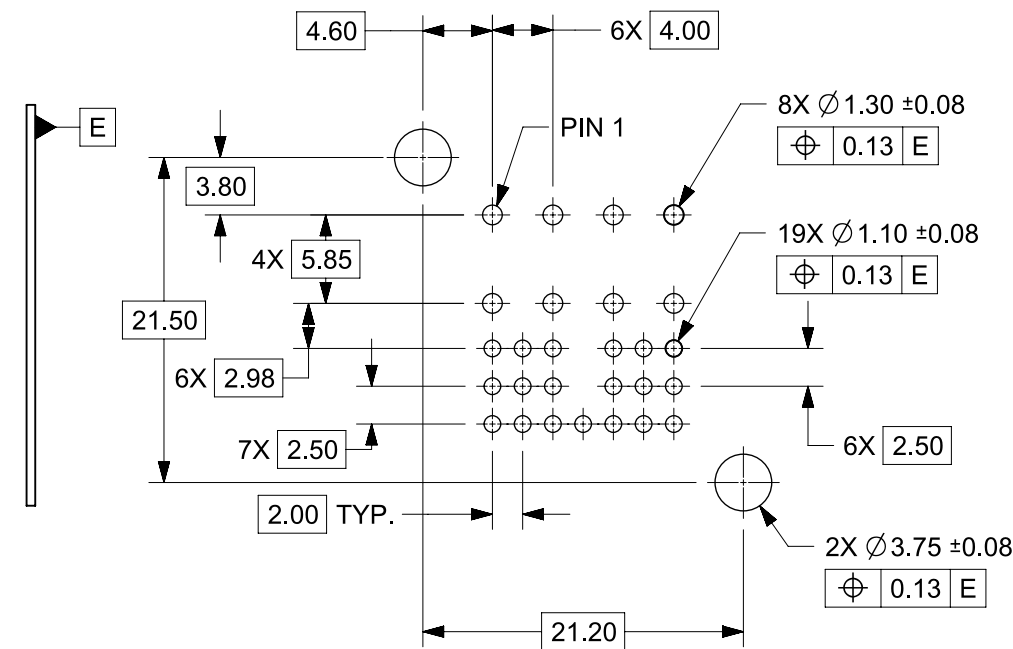 4.60
6X 4.00
E
PIN 1
8X ∅1.30 ±0.08
⌖ 0.13 E
3.80
19X ∅1.10 ±0.08
⌖ 0.13 E
4X 5.85
21.50
6X 2.98
7X 2.50
6X 2.50
2.00 TYP.
2X ∅3.75 ±0.08
⌖ 0.13 E
21.20